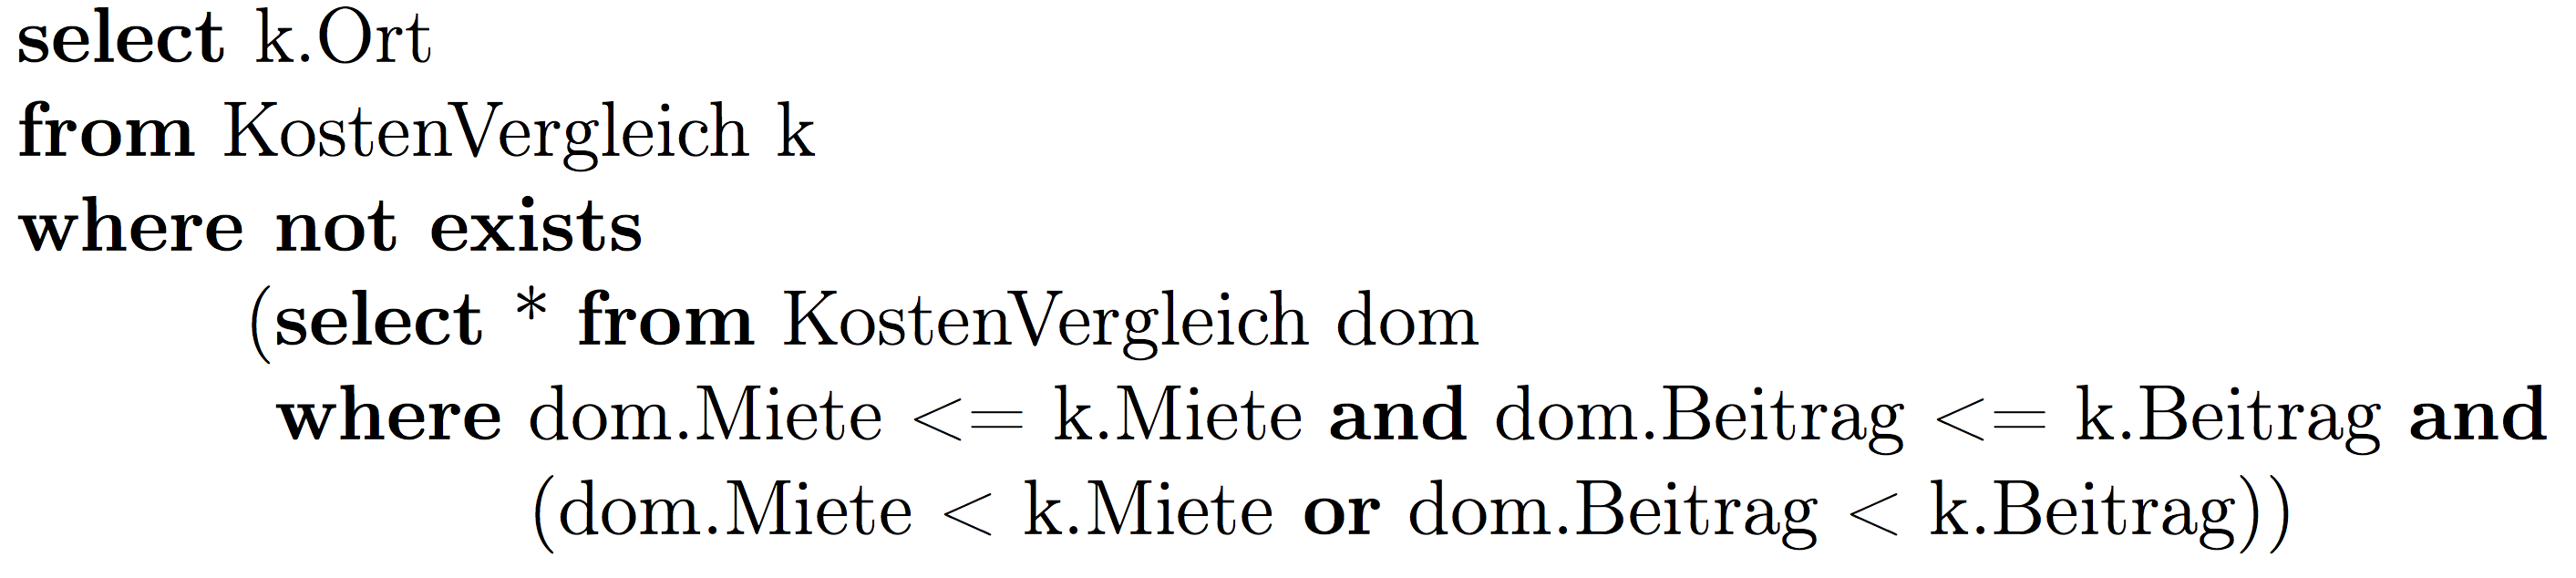 select k.Ort
from KostenVergleich k
where not exists
(select * from KostenVergleich dom
where dom.Miete <= k.Miete and dom.Beitrag <= k.Beitrag and
(dom.Miete < k.Miete or dom.Beitrag < k.Beitrag))